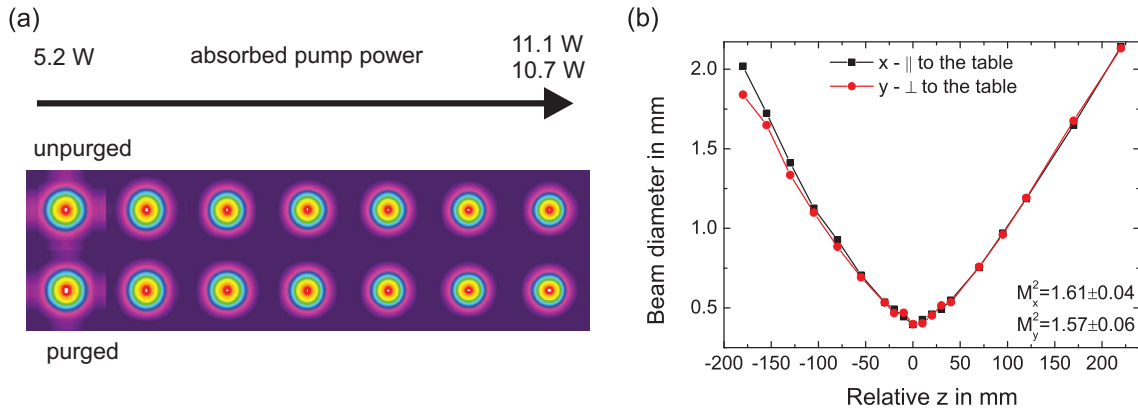 (a)
5.2 W
absorbed pump power
11.1 W
10.7 W
unpurged
purged
(b)
x - || to the table
y - ⊥ to the table
Beam diameter in mm
2.0
1.5
1.0
0.5
M²x=1.61±0.04
M²y=1.57±0.06
-200 -150 -100 -50 0 50 100 150 200
Relative z in mm